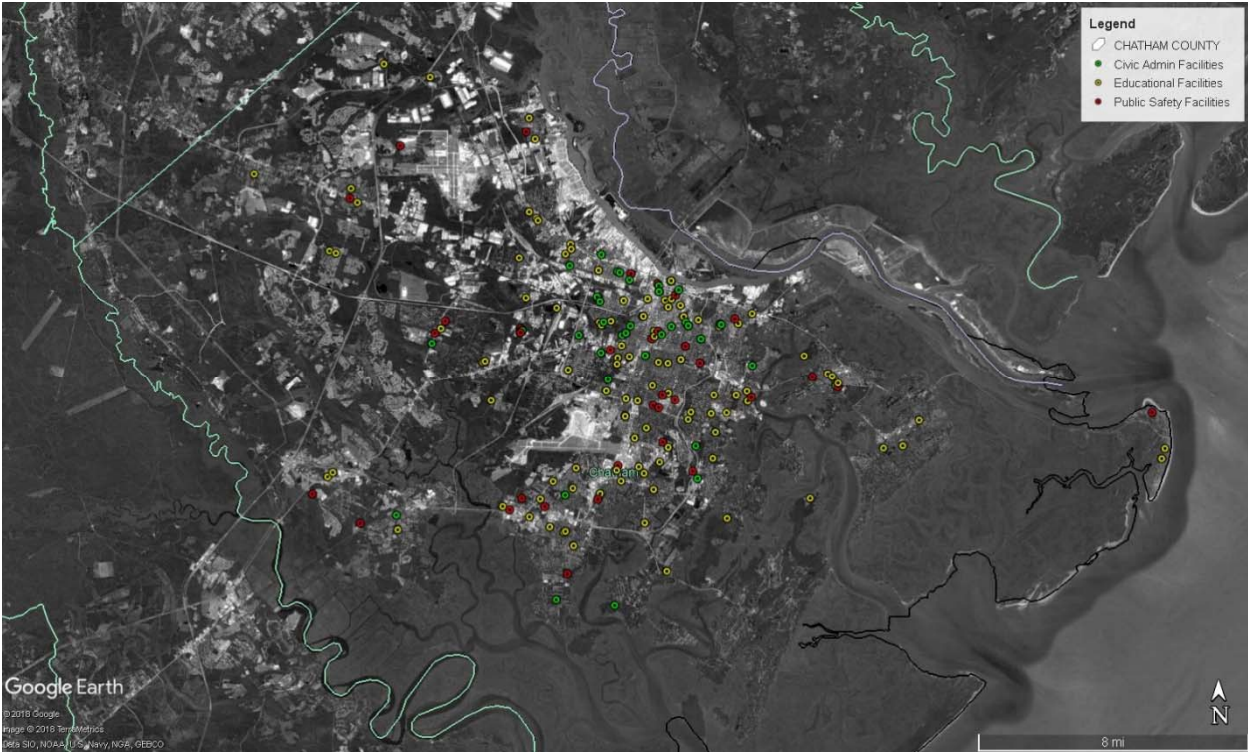 Legend
CHATHAM COUNTY
Civic Admin Facilities
Educational Facilities
Public Safety Facilities
Chatham
Google Earth
© 2018 Google
Image © 2018 TerraMetrics
Data SIO, NOAA, U.S. Navy, NGA, GEBCO
N
8 mi